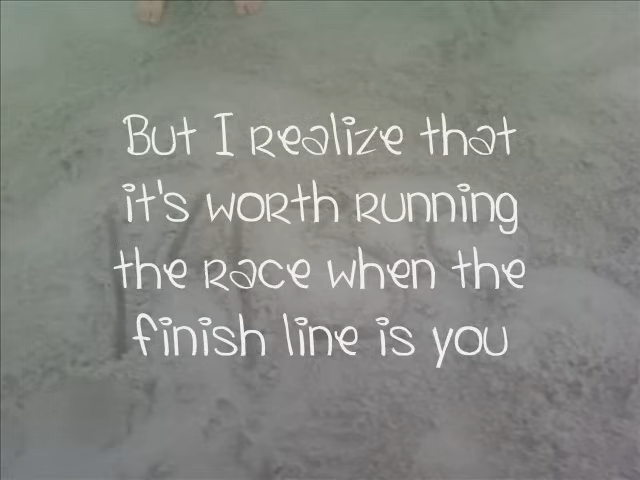 But I realize that
it's worth running
the race when the
finish line is you